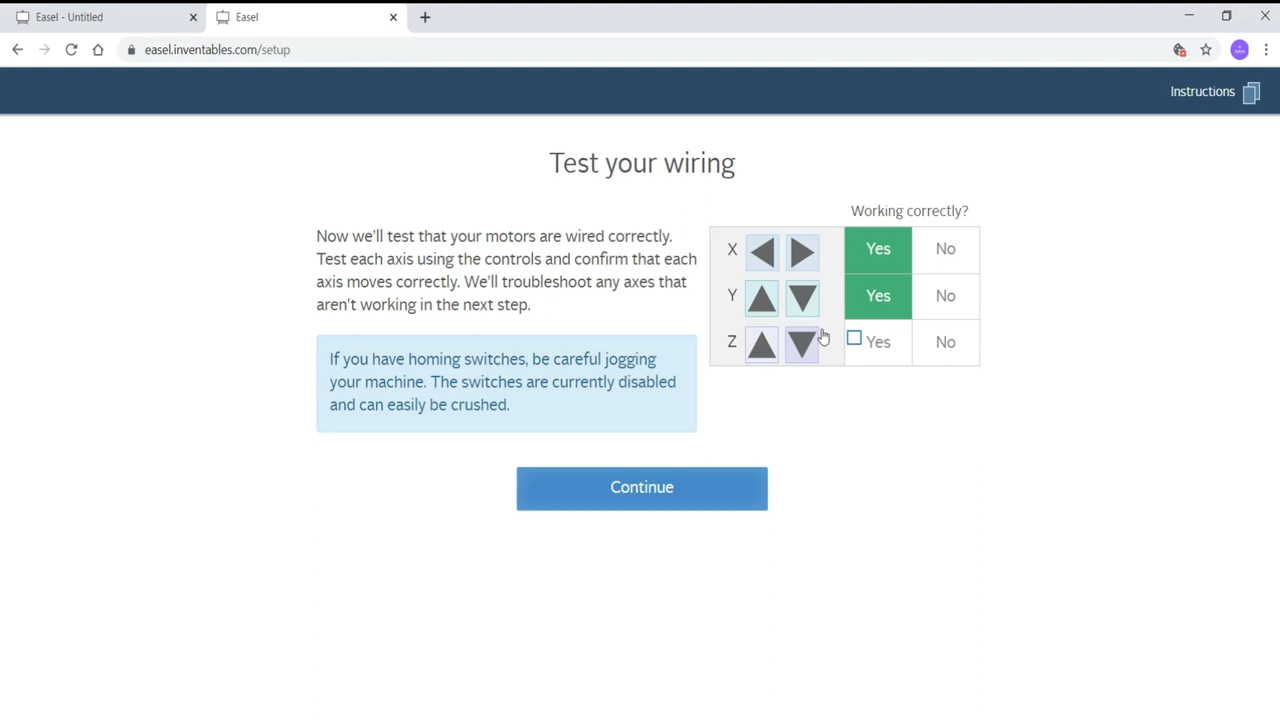 Easel - Untitled
Easel
easel.inventables.com/setup
Instructions
Test your wiring
Working correctly?
Now we'll test that your motors are wired correctly.
Test each axis using the controls and confirm that each
axis moves correctly. We'll troubleshoot any axes that
aren't working in the next step.
X Yes No
Y Yes No
Z Yes No
If you have homing switches, be careful jogging
your machine. The switches are currently disabled
and can easily be crushed.
Continue